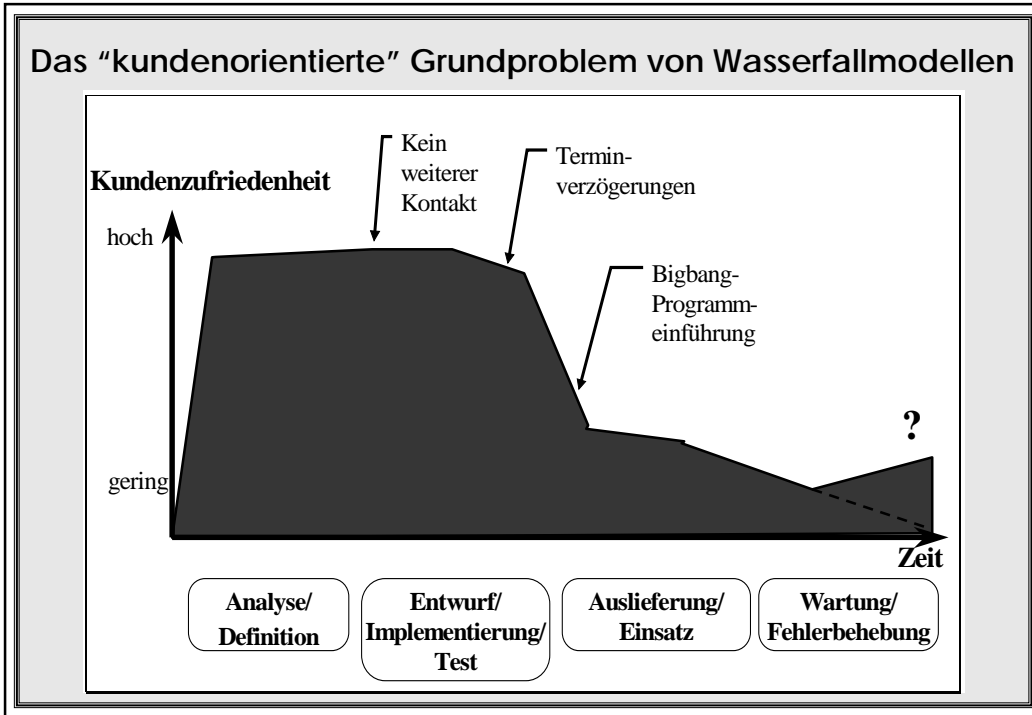 Das “kundenorientierte” Grundproblem von Wasserfallmodellen
Kundenzufriedenheit
hoch
gering
Kein
weiterer
Kontakt
Termin-
verzögerungen
Bigbang-
Programm-
einführung
?
Zeit
Analyse/
Definition
Entwurf/
Implementierung/
Test
Auslieferung/
Einsatz
Wartung/
Fehlerbehebung